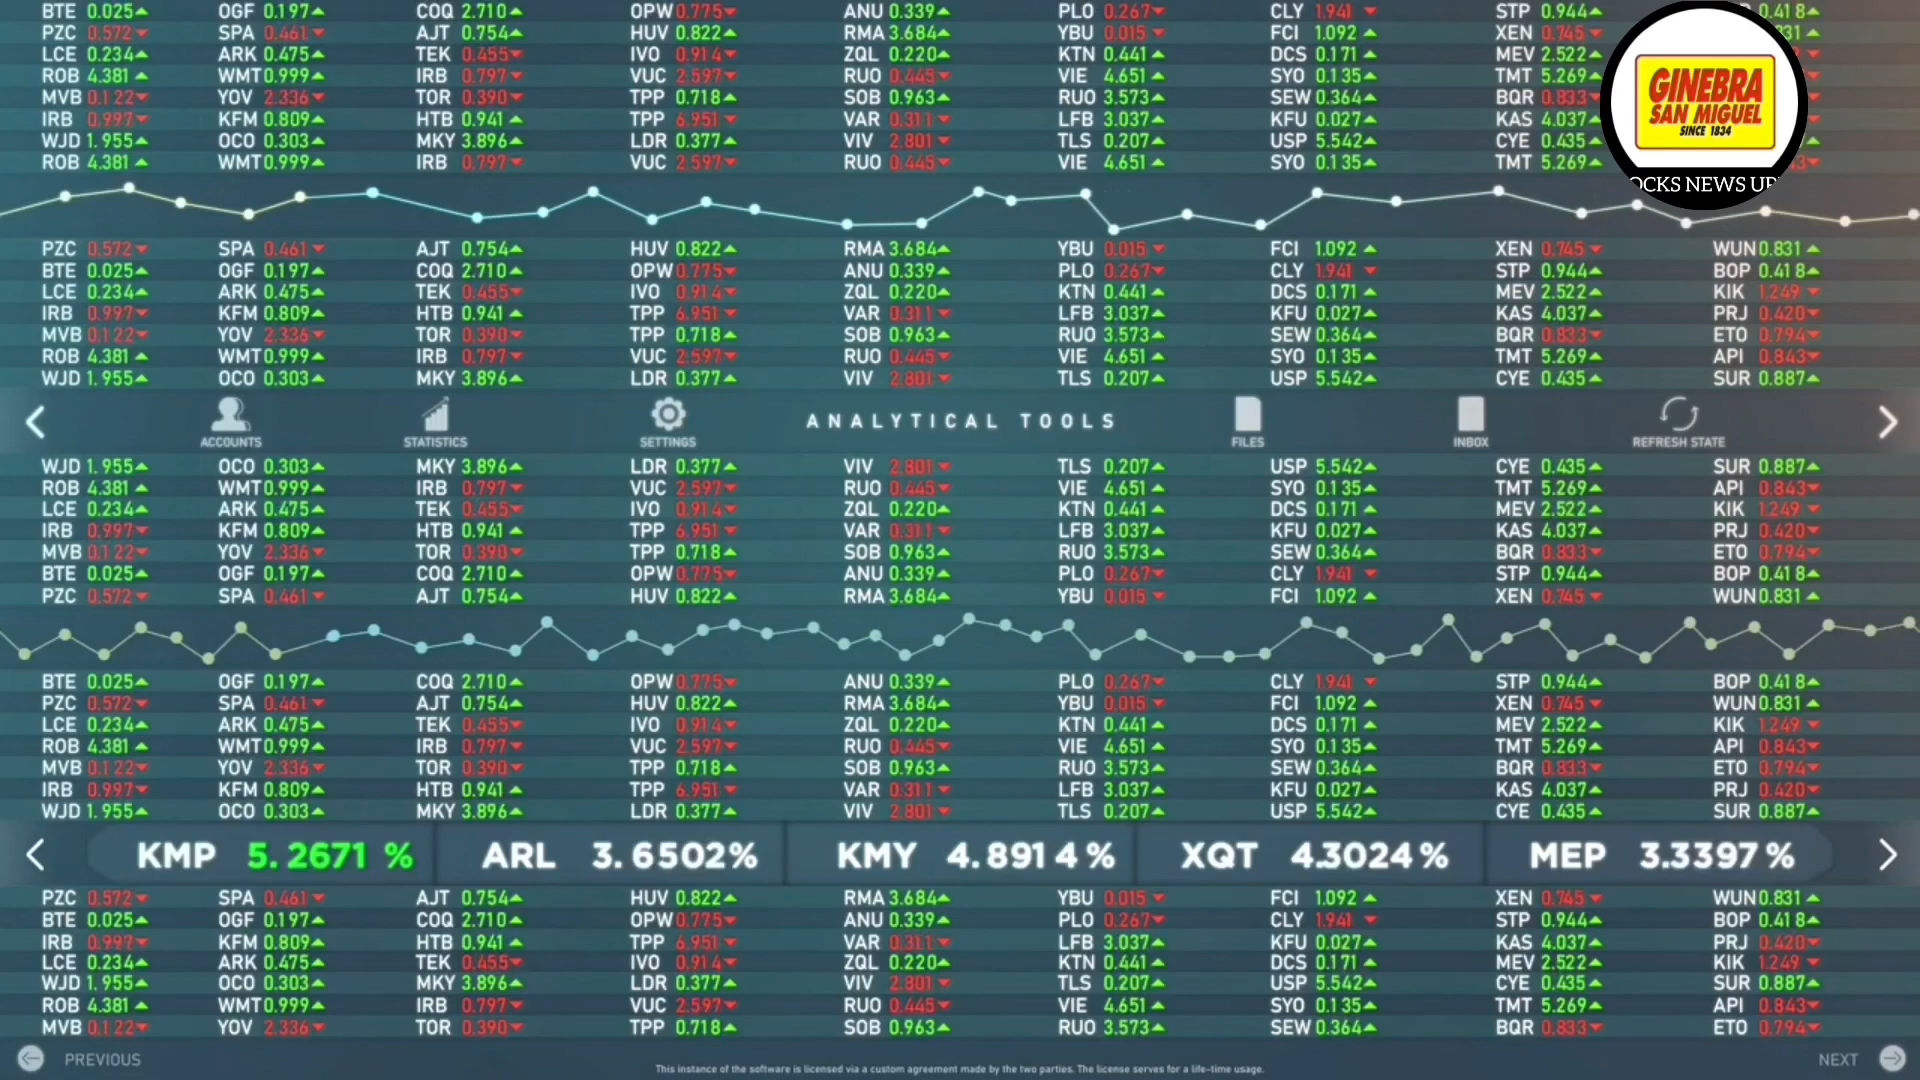 BTE 0.025 OGF 0.197 COQ 2.710 OPW 0.775 ANU 0.339 PLO 0.267 CLY 1.941 STP 0.944 0.418
PZC 0.572 SPA 0.461 AJT 0.754 HUV 0.822 RMA 3.684 YBU 0.015 FCI 1.092 XEN 0.745
LCE 0.234 ARK 0.475 TEK 0.455 IVO 0.914 ZQL 0.220 KTN 0.441 DCS 0.171 MEV 2.522
ROB 4.381 WMT 0.999 IRB 0.797 VUC 2.597 RUO 0.445 VIE 4.651 SYO 0.135 TMT 5.269
MVB 0.122 YOV 2.336 TOR 0.390 TPP 0.718 SOB 0.963 RUO 3.573 SEW 0.364 BQR 0.833
IRB 0.997 KFM 0.809 HTB 0.941 TPP 6.951 VAR 0.311 LFB 3.037 KFU 0.027 KAS 4.037
WJD 1.955 OCO 0.303 MKY 3.896 LDR 0.377 VIV 2.801 TLS 0.207 USP 5.542 CYE 0.435
ROB 4.381 WMT 0.999 IRB 0.797 VUC 2.597 RUO 0.445 VIE 4.651 SYO 0.135 TMT 5.269
GINEBRA
SAN MIGUEL
SINCE 1834
OCKS NEWS UP
PZC 0.572 SPA 0.461 AJT 0.754 HUV 0.822 RMA 3.684 YBU 0.015 FCI 1.092 XEN 0.745 WUN 0.831
BTE 0.025 OGF 0.197 COQ 2.710 OPW 0.775 ANU 0.339 PLO 0.267 CLY 1.941 STP 0.944 BOP 0.418
LCE 0.234 ARK 0.475 TEK 0.455 IVO 0.914 ZQL 0.220 KTN 0.441 DCS 0.171 MEV 2.522 KIK 1.249
IRB 0.997 KFM 0.809 HTB 0.941 TPP 6.951 VAR 0.311 LFB 3.037 KFU 0.027 KAS 4.037 PRJ 0.420
MVB 0.122 YOV 2.336 TOR 0.390 TPP 0.718 SOB 0.963 RUO 3.573 SEW 0.364 BQR 0.833 ETO 0.794
ROB 4.381 WMT 0.999 IRB 0.797 VUC 2.597 RUO 0.445 VIE 4.651 SYO 0.135 TMT 5.269 API 0.843
WJD 1.955 OCO 0.303 MKY 3.896 LDR 0.377 VIV 2.801 TLS 0.207 USP 5.542 CYE 0.435 SUR 0.887
ACCOUNTS STATISTICS SETTINGS ANALYTICAL TOOLS FILES INBOX REFRESH STATE
WJD 1.955 OCO 0.303 MKY 3.896 LDR 0.377 VIV 2.801 TLS 0.207 USP 5.542 CYE 0.435 SUR 0.887
ROB 4.381 WMT 0.999 IRB 0.797 VUC 2.597 RUO 0.445 VIE 4.651 SYO 0.135 TMT 5.269 API 0.843
LCE 0.234 ARK 0.475 TEK 0.455 IVO 0.914 ZQL 0.220 KTN 0.441 DCS 0.171 MEV 2.522 KIK 1.249
IRB 0.997 KFM 0.809 HTB 0.941 TPP 6.951 VAR 0.311 LFB 3.037 KFU 0.027 KAS 4.037 PRJ 0.420
MVB 0.122 YOV 2.336 TOR 0.390 TPP 0.718 SOB 0.963 RUO 3.573 SEW 0.364 BQR 0.833 ETO 0.794
BTE 0.025 OGF 0.197 COQ 2.710 OPW 0.775 ANU 0.339 PLO 0.267 CLY 1.941 STP 0.944 BOP 0.418
PZC 0.572 SPA 0.461 AJT 0.754 HUV 0.822 RMA 3.684 YBU 0.015 FCI 1.092 XEN 0.745 WUN 0.831
BTE 0.025 OGF 0.197 COQ 2.710 OPW 0.775 ANU 0.339 PLO 0.267 CLY 1.941 STP 0.944 BOP 0.418
PZC 0.572 SPA 0.461 AJT 0.754 HUV 0.822 RMA 3.684 YBU 0.015 FCI 1.092 XEN 0.745 WUN 0.831
LCE 0.234 ARK 0.475 TEK 0.455 IVO 0.914 ZQL 0.220 KTN 0.441 DCS 0.171 MEV 2.522 KIK 1.249
ROB 4.381 WMT 0.999 IRB 0.797 VUC 2.597 RUO 0.445 VIE 4.651 SYO 0.135 TMT 5.269 API 0.843
MVB 0.122 YOV 2.336 TOR 0.390 TPP 0.718 SOB 0.963 RUO 3.573 SEW 0.364 BQR 0.833 ETO 0.794
IRB 0.997 KFM 0.809 HTB 0.941 TPP 6.951 VAR 0.311 LFB 3.037 KFU 0.027 KAS 4.037 PRJ 0.420
WJD 1.955 OCO 0.303 MKY 3.896 LDR 0.377 VIV 2.801 TLS 0.207 USP 5.542 CYE 0.435 SUR 0.887
KMP 5.2671 % ARL 3.6502% KMY 4.8914% XQT 4.3024% MEP 3.3397%
PZC 0.572 SPA 0.461 AJT 0.754 HUV 0.822 RMA 3.684 YBU 0.015 FCI 1.092 XEN 0.745 WUN 0.831
BTE 0.025 OGF 0.197 COQ 2.710 OPW 0.775 ANU 0.339 PLO 0.267 CLY 1.941 STP 0.944 BOP 0.418
IRB 0.997 KFM 0.809 HTB 0.941 TPP 6.951 VAR 0.311 LFB 3.037 KFU 0.027 KAS 4.037 PRJ 0.420
LCE 0.234 ARK 0.475 TEK 0.455 IVO 0.914 ZQL 0.220 KTN 0.441 DCS 0.171 MEV 2.522 KIK 1.249
WJD 1.955 OCO 0.303 MKY 3.896 LDR 0.377 VIV 2.801 TLS 0.207 USP 5.542 CYE 0.435 SUR 0.887
ROB 4.381 WMT 0.999 IRB 0.797 VUC 2.597 RUO 0.445 VIE 4.651 SYO 0.135 TMT 5.269 API 0.843
MVB 0.122 YOV 2.336 TOR 0.390 TPP 0.718 SOB 0.963 RUO 3.573 SEW 0.364 BQR 0.833 ETO 0.794
PREVIOUS NEXT
This instance of the software is licensed via a custom agreement made by the two parties. The license serves for a life-time usage.